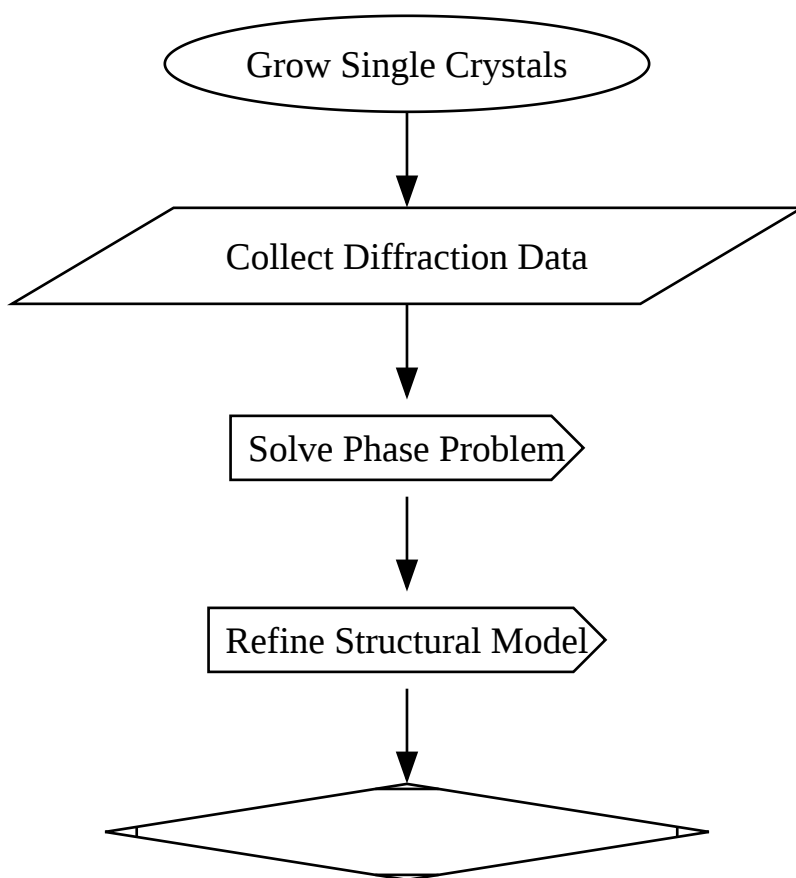 Grow Single Crystals
Collect Diffraction Data
Solve Phase Problem
Refine Structural Model